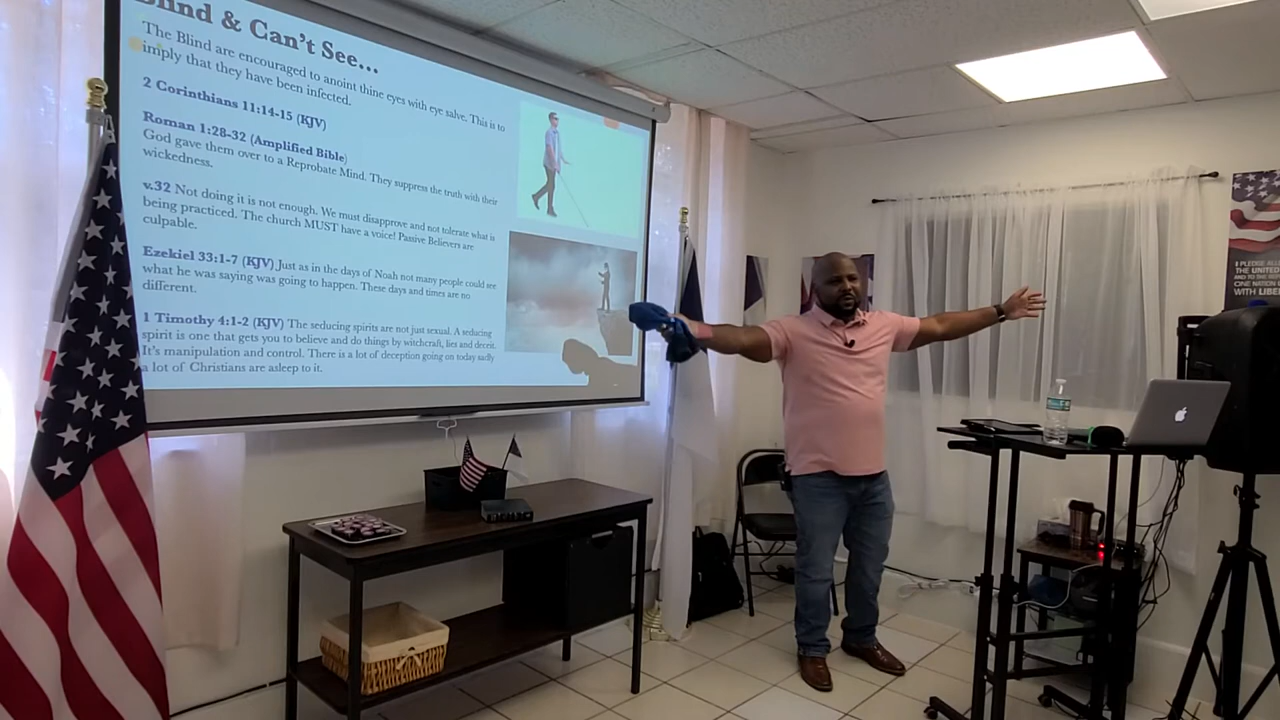 Blind & Can't See...
The Blind are encouraged to anoint thine eyes with eye salve. This is to
imply that they have been infected.
2 Corinthians 11:14-15 (KJV)
Roman 1:28-32 (Amplified Bible)
God gave them over to a Reprobate Mind. They suppress the truth with their
wickedness.
v.32 Not doing it is not enough. We must disapprove and not tolerate what is
being practiced. The church MUST have a voice! Passive Believers are
culpable.
Ezekiel 33:1-7 (KJV) Just as in the days of Noah not many people could see
what he was saying was going to happen. These days and times are no
different.
1 Timothy 4:1-2 (KJV) The seducing spirits are not just sexual. A seducing
spirit is one that gets you to believe and do things by witchcraft, lies and deceit.
It's manipulation and control. There is a lot of deception going on today sadly
a lot of Christians are asleep to it.
I PLEDGE ALLE
THE UNITED
AND TO THE REP
ONE NATION
WITH LIBER